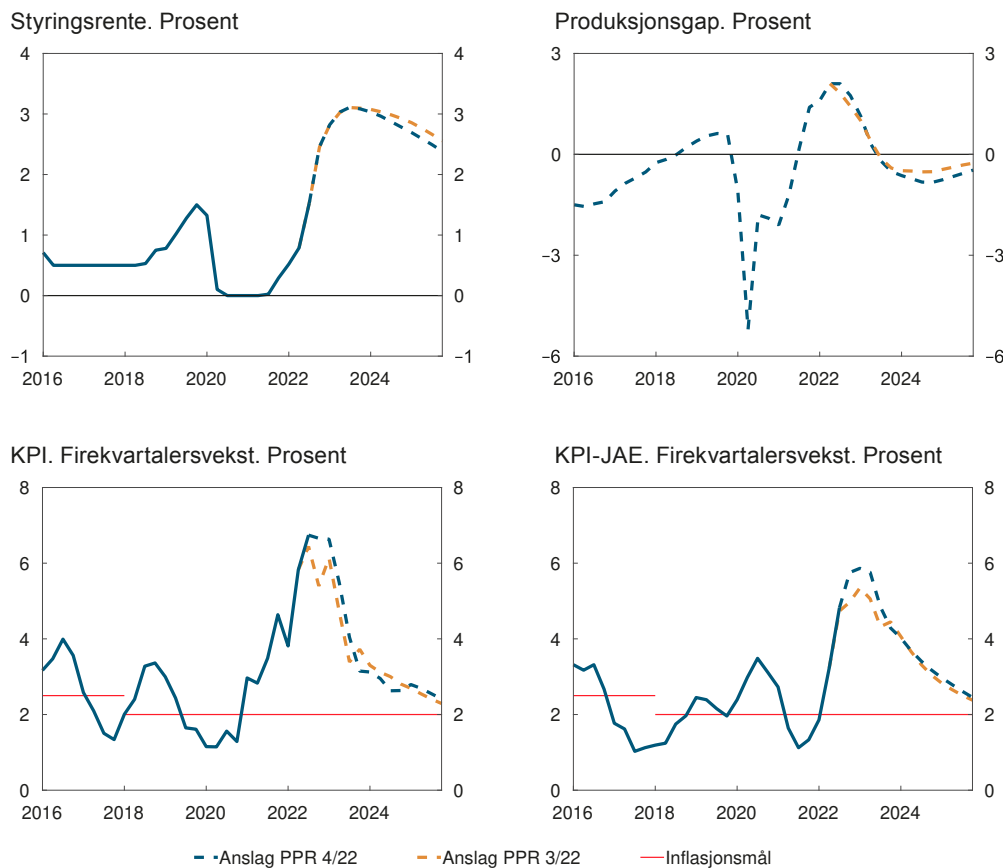 Styringsrente. Prosent
4 4
3 3
2 2
1 1
0 0
−1 −1
2016 2018 2020 2022 2024
Produksjonsgap. Prosent
3 3
0 0
−3 −3
−6 −6
2016 2018 2020 2022 2024
KPI. Firekvartalersvekst. Prosent
8 8
6 6
4 4
2 2
0 0
2016 2018 2020 2022 2024
KPI-JAE. Firekvartalersvekst. Prosent
8 8
6 6
4 4
2 2
0 0
2016 2018 2020 2022 2024
Anslag PPR 4/22 Anslag PPR 3/22 Inflasjonsmål